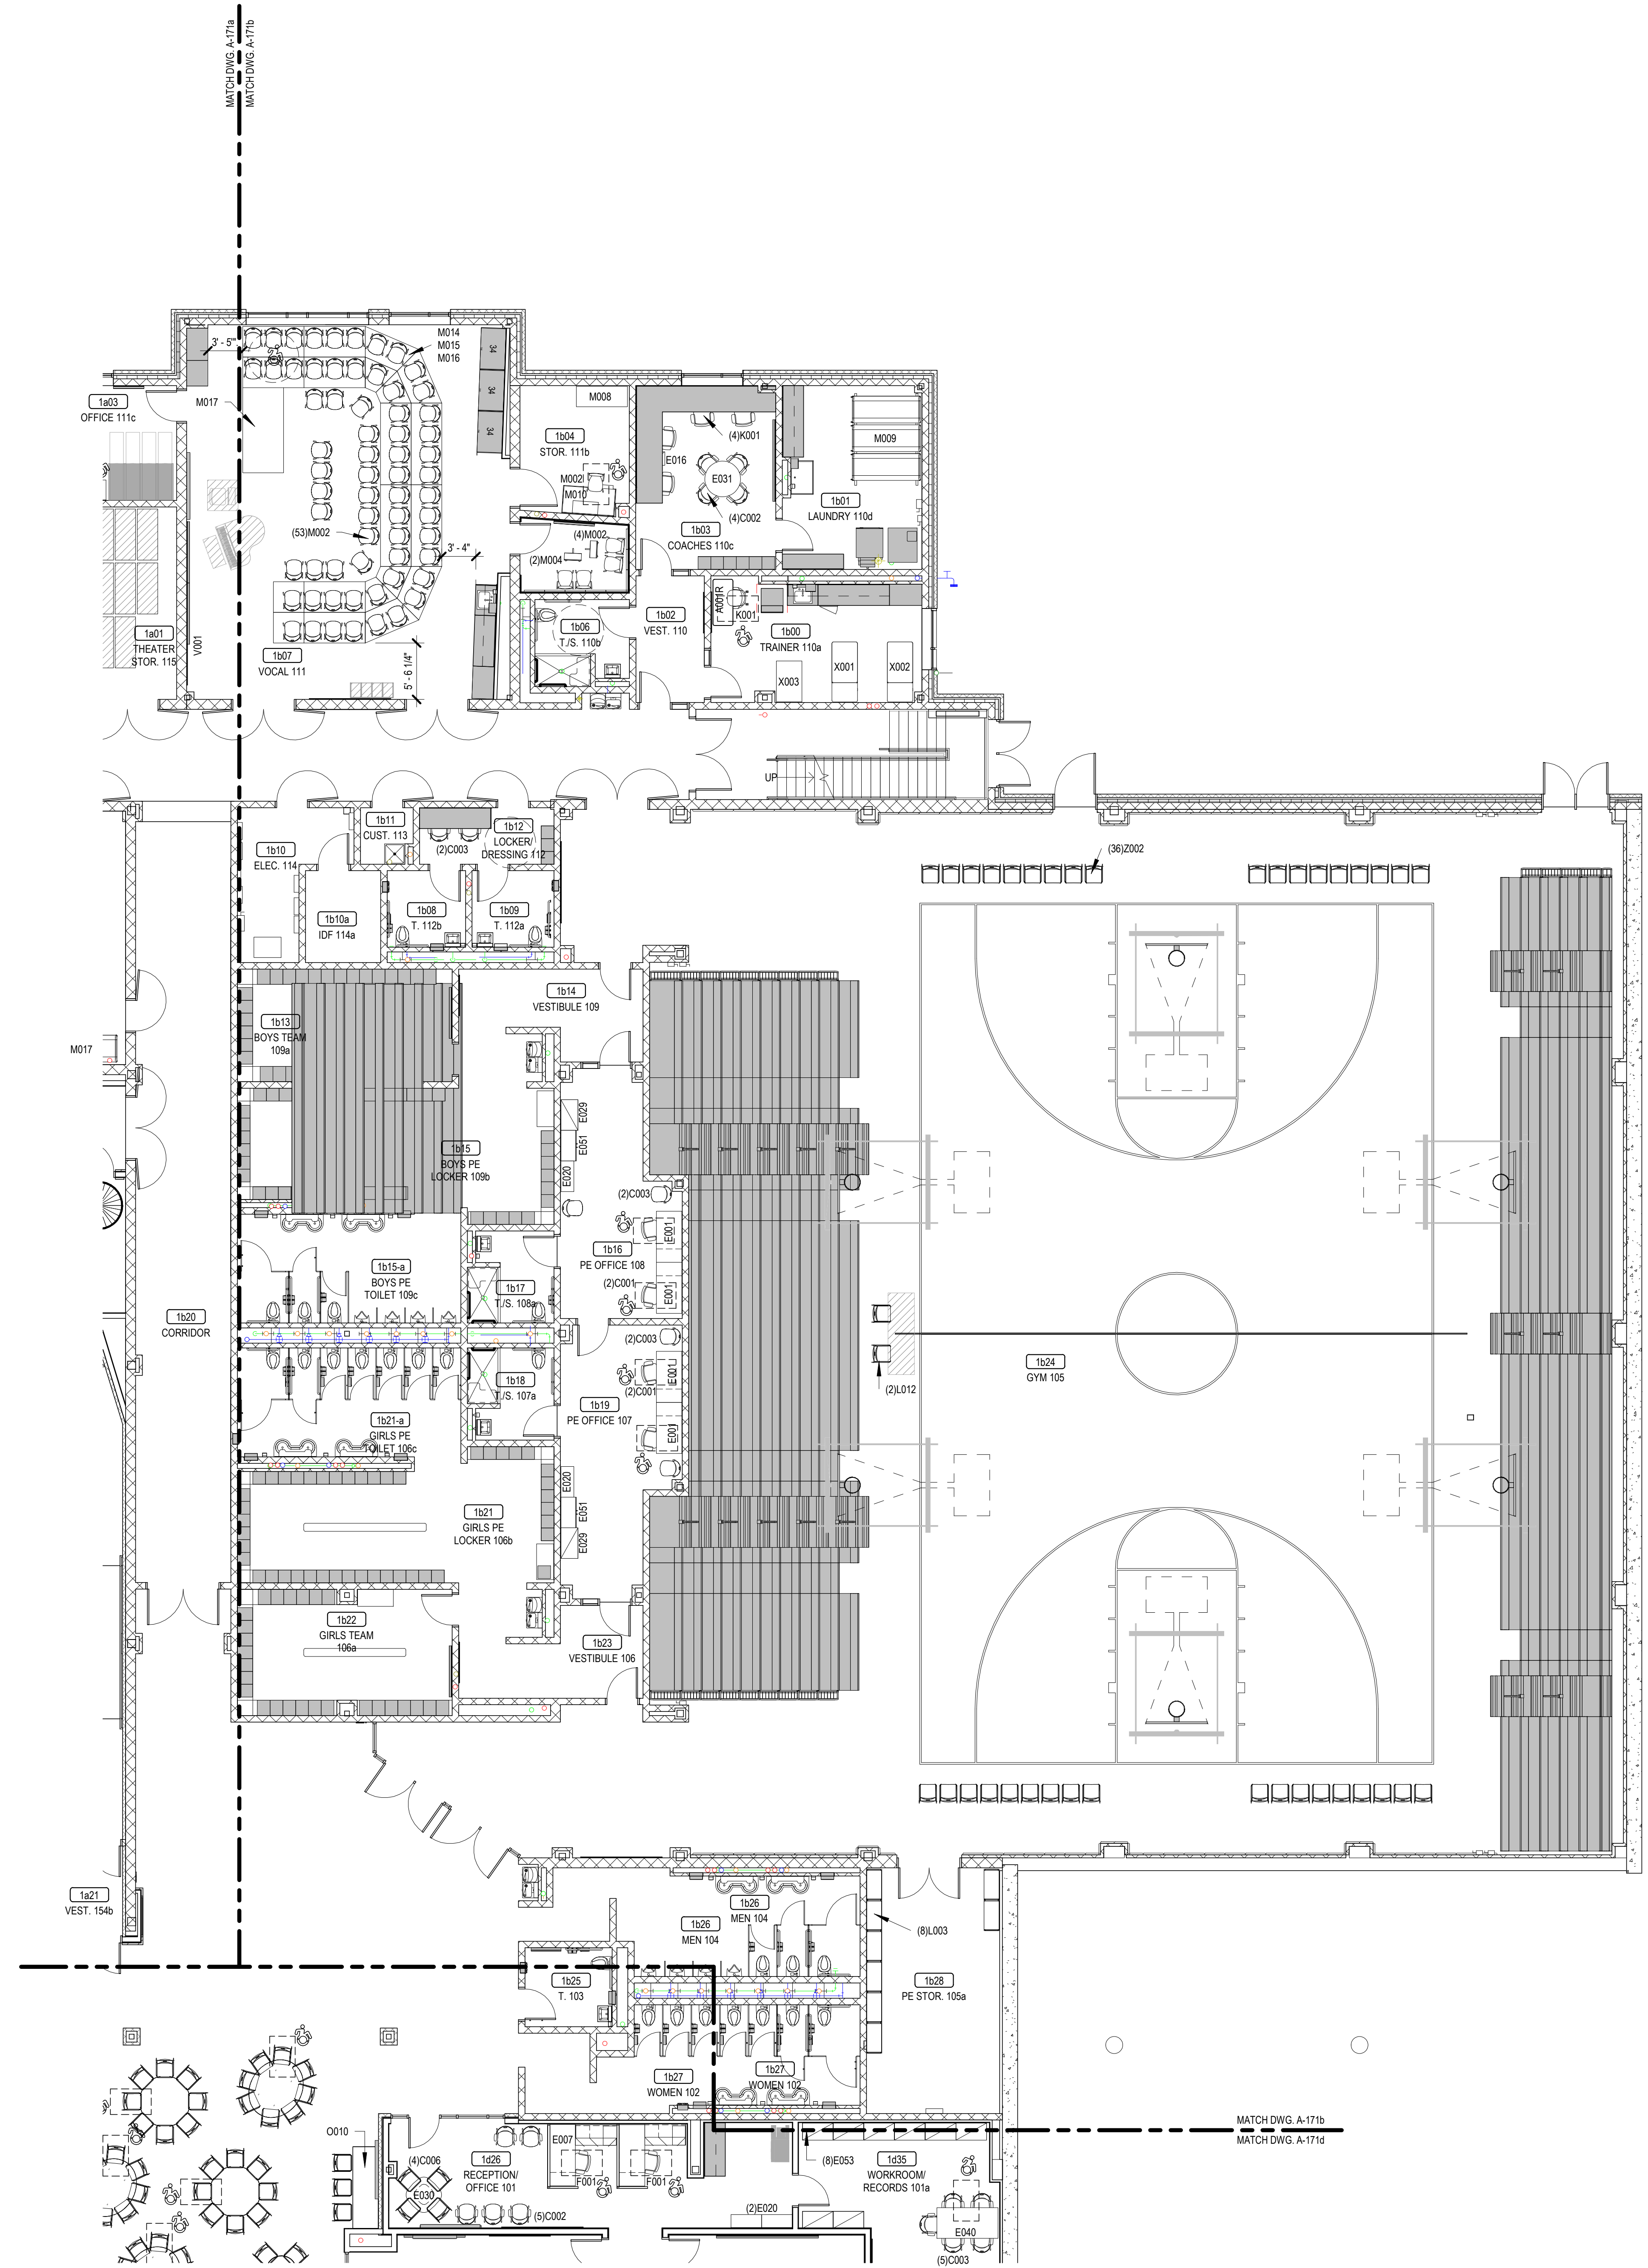 MATCH DWG. A-171a
MATCH DWG. A-171b
M014
M015
M016
3' - 5"
34
34
34
1a03
OFFICE 111c
M017
M008
1b04
STOR. 111b
(4)K001
E016
E031
M009
M002
M010
1b01
LAUNDRY 110d
(4)C002
1b03
COACHES 110c
(53)M002
(4)M002
3' - 4"
(2)M004
A001R
K001
1b02
VEST. 110
1b06
T./S. 110b
1b00
TRAINER 110a
1a01
THEATER
STOR. 115
V001
1b07
VOCAL 111
5' - 6 1/4"
X003
X001
X002
UP
1b11
CUST. 113
1b12
LOCKER/
DRESSING 112
(2)C003
1b10
ELEC. 114
(36)Z002
1b10a
IDF 114a
1b08
T. 112b
1b09
T. 112a
1b14
VESTIBULE 109
1b13
BOYS TEAM
109a
M017
E029
E051
E020
1b15
BOYS PE
LOCKER 109b
(2)C003
E001
1b16
PE OFFICE 108
(2)C001
E001
1b15-a
BOYS PE
TOILET 109c
1b17
T./S. 108a
1b20
CORRIDOR
(2)C003
1b24
GYM 105
(2)L012
1b18
T./S. 107a
E001
(2)C001
1b19
PE OFFICE 107
E001
1b21-a
GIRLS PE
TOILET 106c
E020
E051
E029
1b21
GIRLS PE
LOCKER 106b
1b22
GIRLS TEAM
106a
1b23
VESTIBULE 106
1a21
VEST. 154b
1b26
MEN 104
1b26
MEN 104
(8)L003
1b25
T. 103
1b28
PE STOR. 105a
1b27
WOMEN 102
1b27
WOMEN 102
MATCH DWG. A-171b
MATCH DWG. A-171d
O010
E007
(4)C006
1d26
RECEPTION/
OFFICE 101
F001
F001
(8)E053
1d35
WORKROOM/
RECORDS 101a
E030
(5)C002
(2)E020
E040
(5)C003